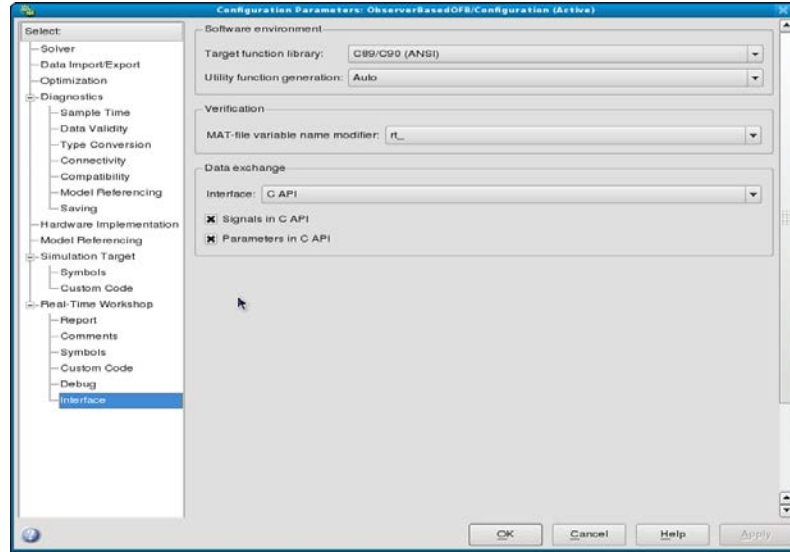 Configuration Parameters: ObserverBasedOFB/Configuration (Active)
Select:
Solver
Data Import/Export
Optimization
Diagnostics
Sample Time
Data Validity
Type Conversion
Connectivity
Compatibility
Model Referencing
Saving
Hardware Implementation
Model Referencing
Simulation Target
Symbols
Custom Code
Real-Time Workshop
Report
Comments
Symbols
Custom Code
Debug
Interface
Software environment
Target function library: C89/C90 (ANSI)
Utility function generation: Auto
Verification
MAT-file variable name modifier: rt_
Data exchange
Interface: C API
Signals in C API
Parameters in C API
OK Cancel Help Apply